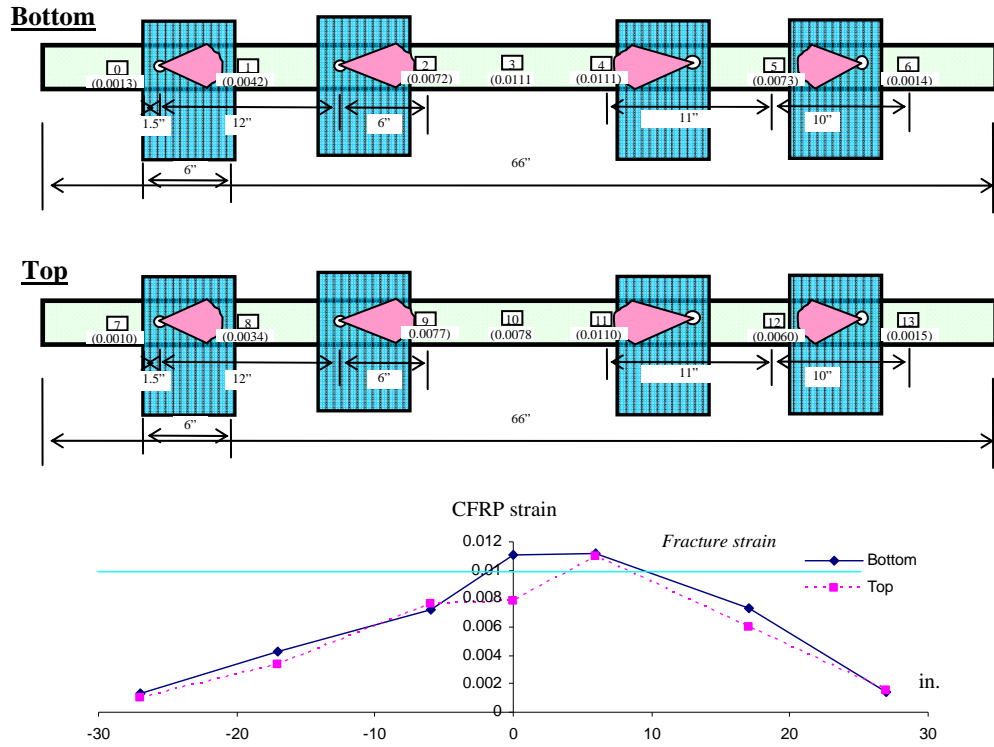 Bottom
0 1 2 3 4 5 6
(0.0013) (0.0042) (0.0072) (0.0111 (0.0111) (0.0073) (0.0014)
1.5” 12” 6” 11” 10”
6” 66”
Top
7 8 9 10 11 12 13
(0.0010) (0.0034) 0.0077) (0.0078 (0.0110) (0.0060) (0.0015)
1.5” 12” 6” 11” 10”
6” 66”
CFRP strain
0.012
Fracture strain
Bottom
0.01
Top
0.008
0.006
0.004
0.002
in.
0
-30 -20 -10 0 10 20 30